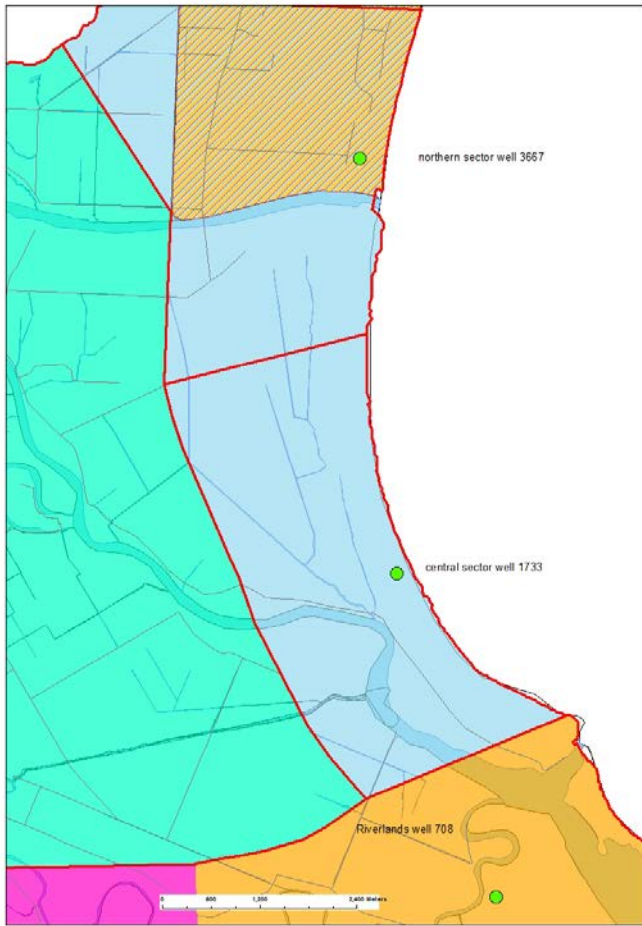 northern sector well 3667
central sector well 1733
Riverlands well 708
0 600 1,200 2,400 Meters